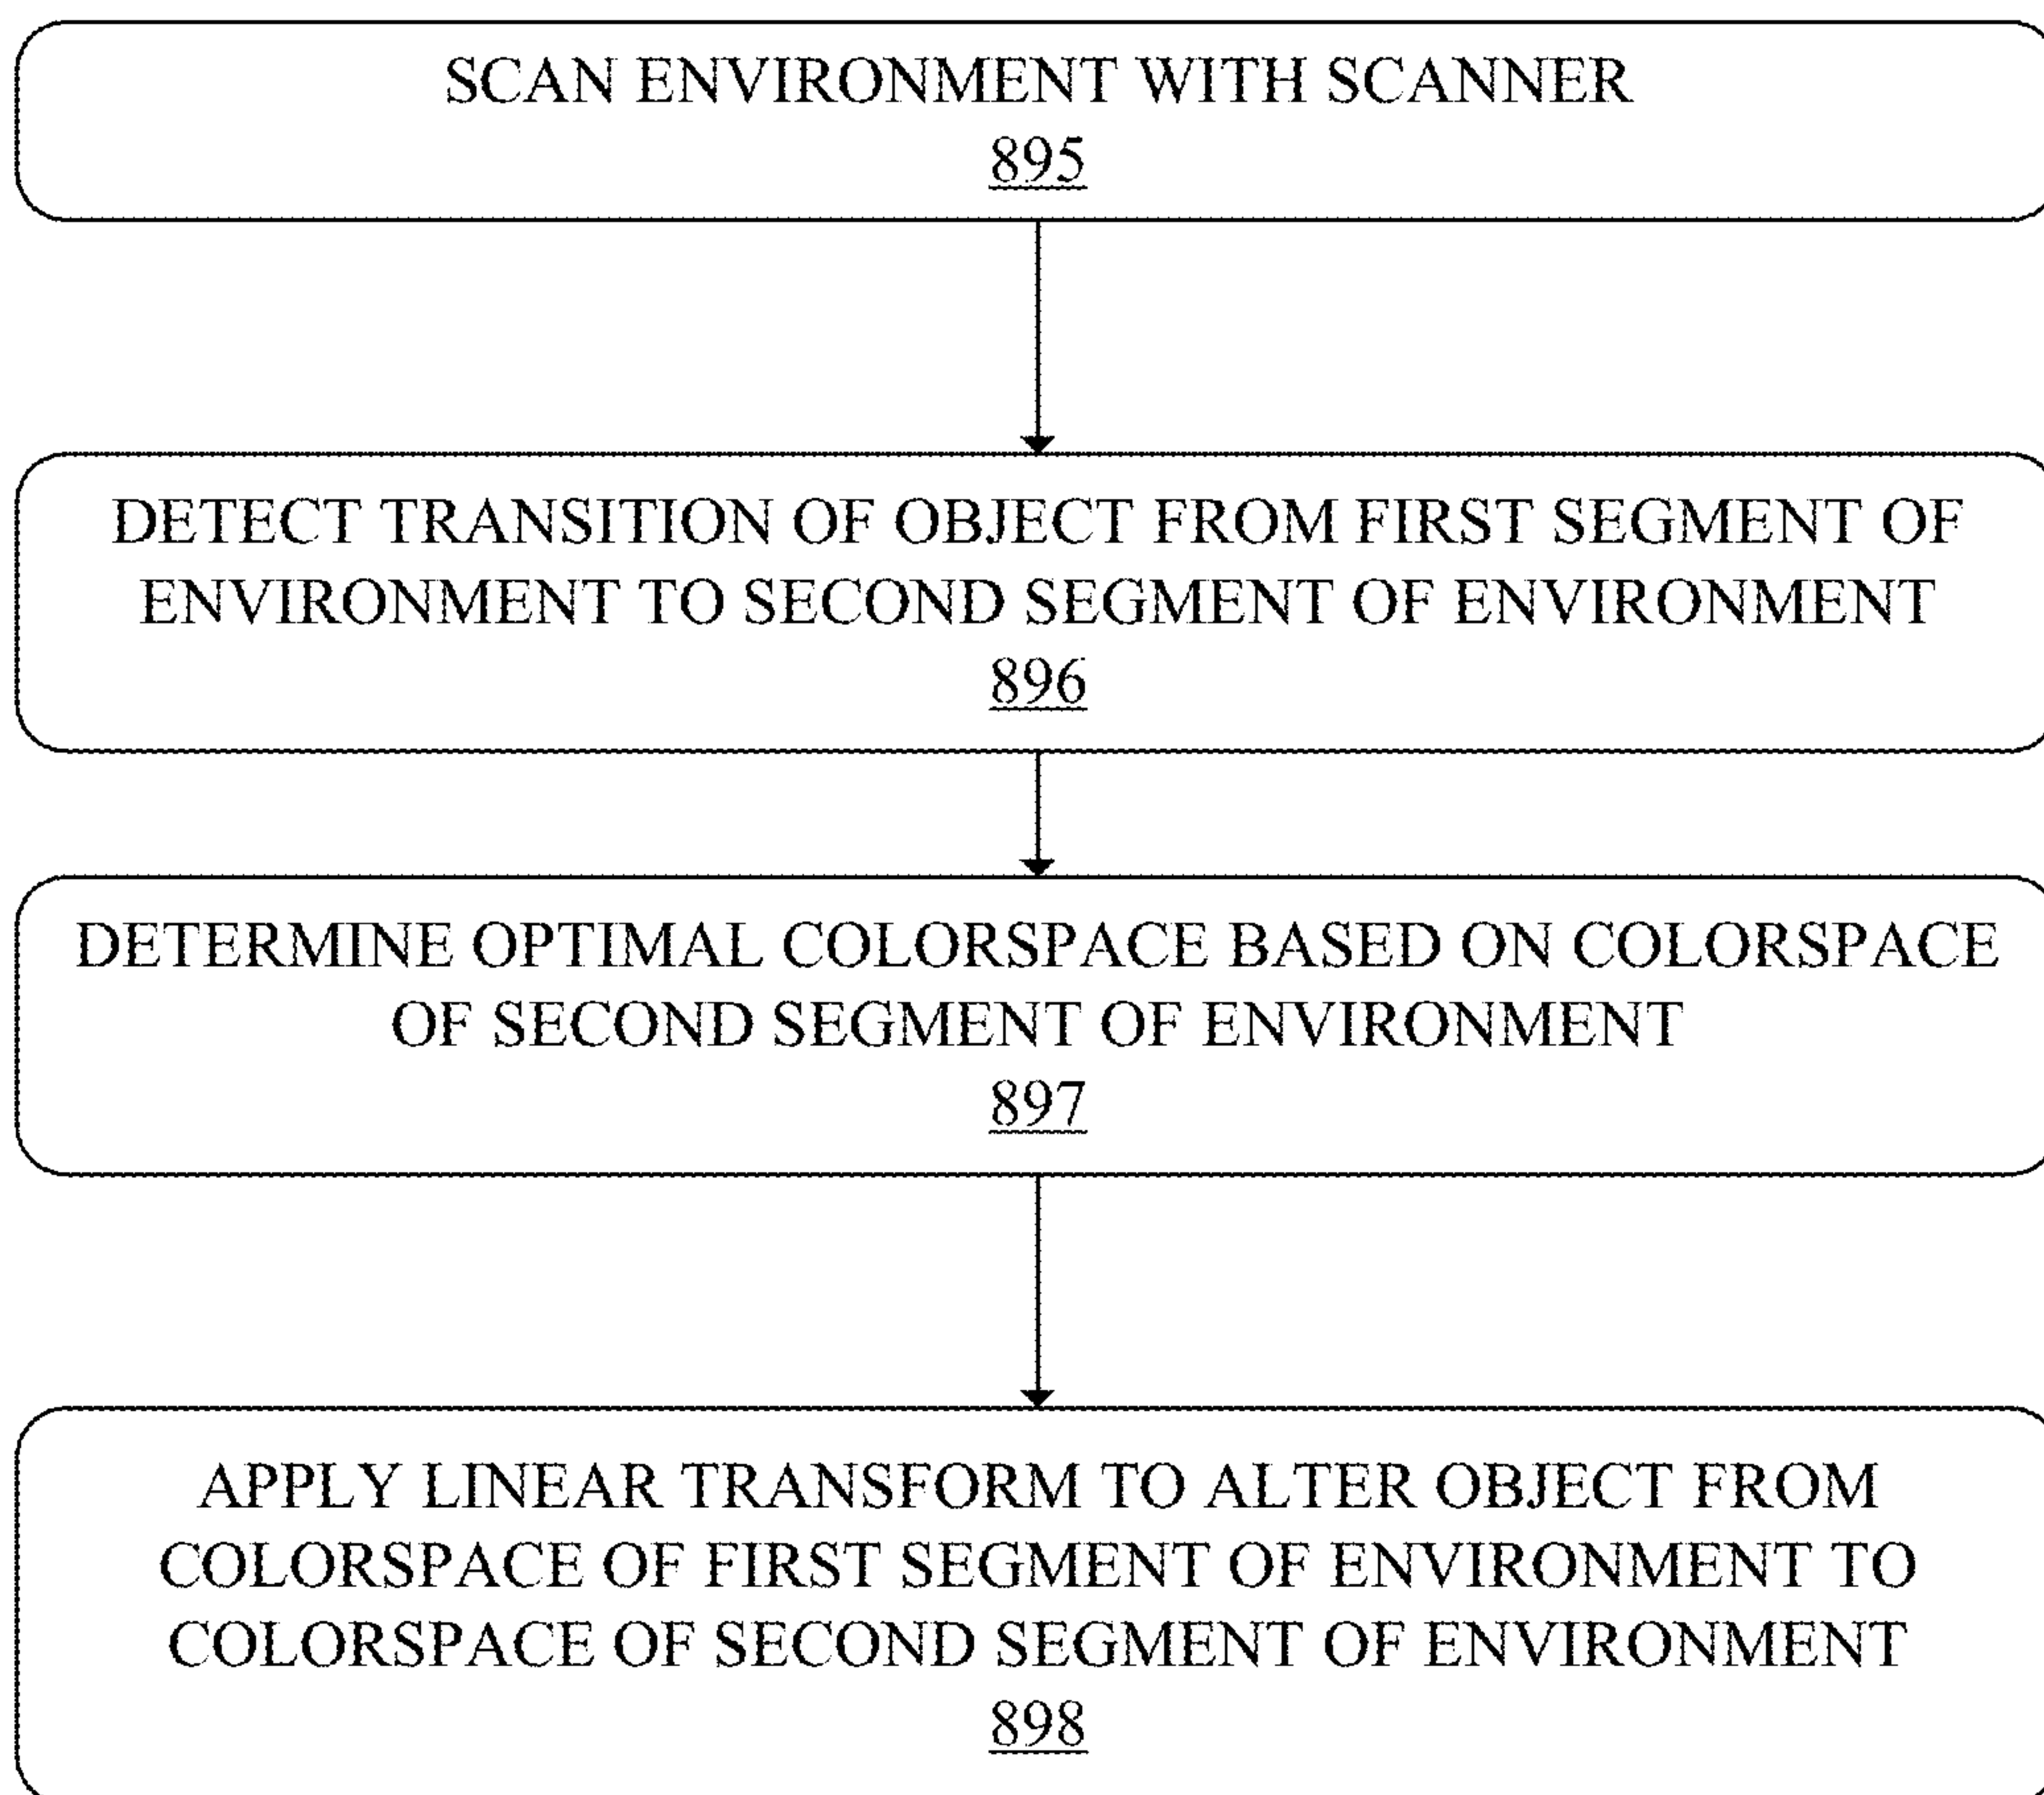 SCAN ENVIRONMENT WITH SCANNER
895
DETECT TRANSITION OF OBJECT FROM FIRST SEGMENT OF
ENVIRONMENT TO SECOND SEGMENT OF ENVIRONMENT
896
DETERMINE OPTIMAL COLORSPACE BASED ON COLORSPACE
OF SECOND SEGMENT OF ENVIRONMENT
897
APPLY LINEAR TRANSFORM TO ALTER OBJECT FROM
COLORSPACE OF FIRST SEGMENT OF ENVIRONMENT TO
COLORSPACE OF SECOND SEGMENT OF ENVIRONMENT
898